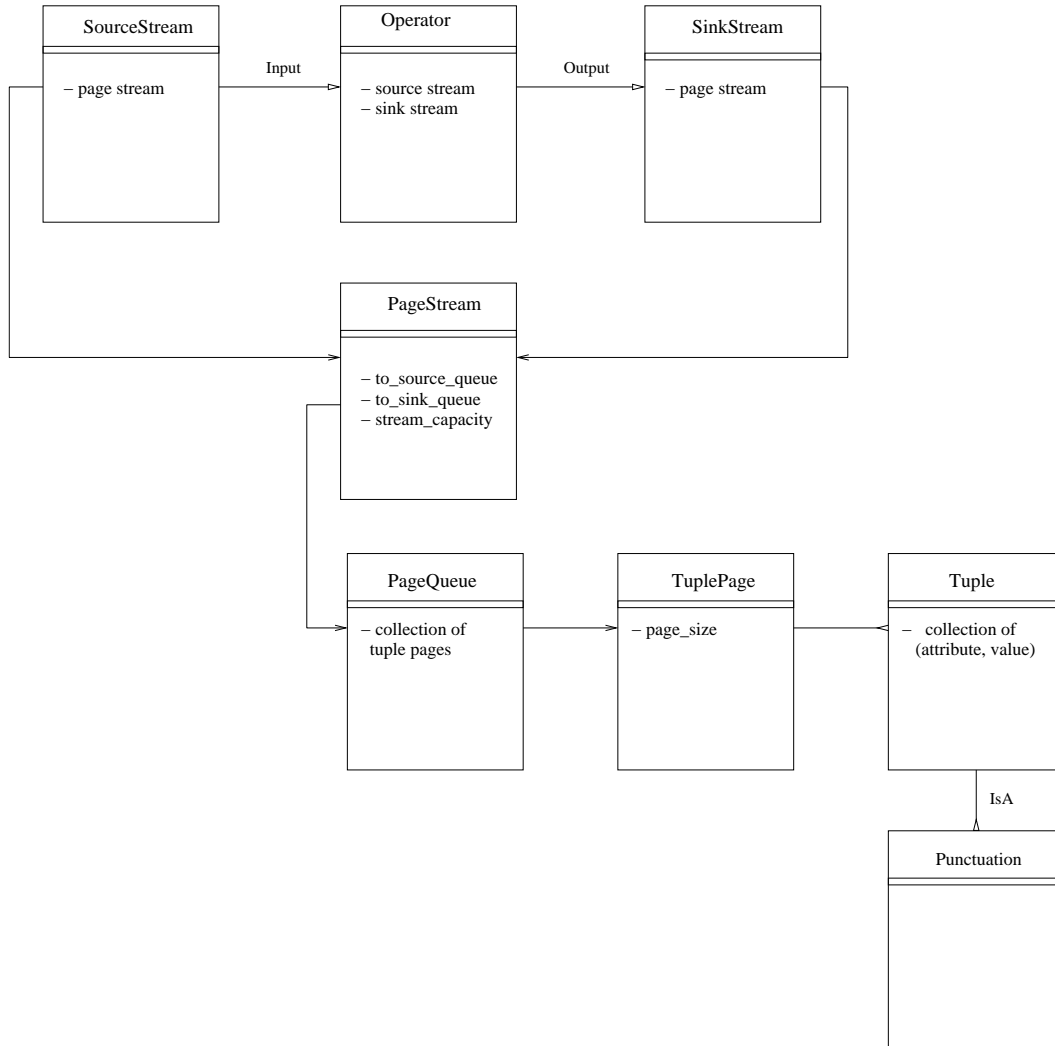 SourceStream
Operator
SinkStream
Input
Output
– page stream
– source stream
– sink stream
– page stream
PageStream
– to_source_queue
– to_sink_queue
– stream_capacity
PageQueue
TuplePage
Tuple
– collection of
tuple pages
– page_size
– collection of
(attribute, value)
IsA
Punctuation